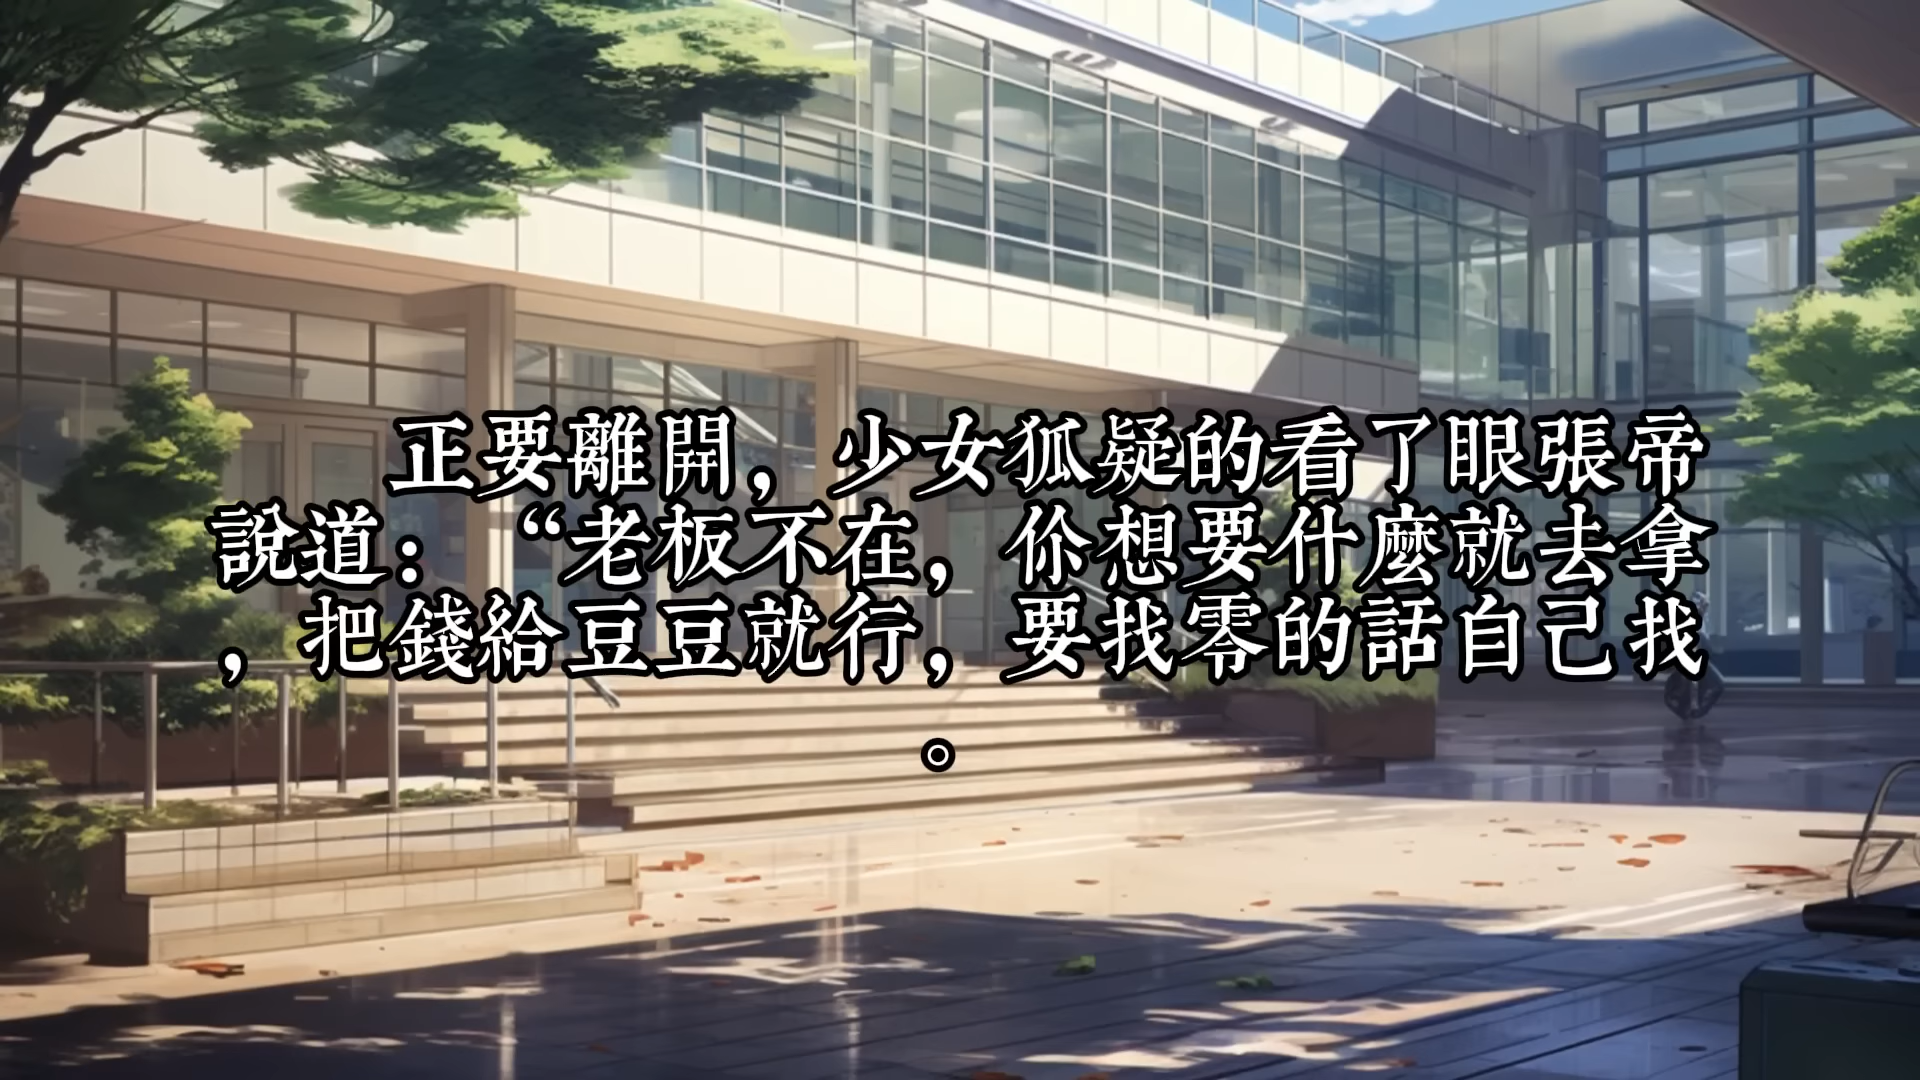 正要離開，少女狐疑的看了眼張帝
說道：“老板不在，你想要什麼就去拿
，把錢給豆豆就行，要找零的話自己找
。